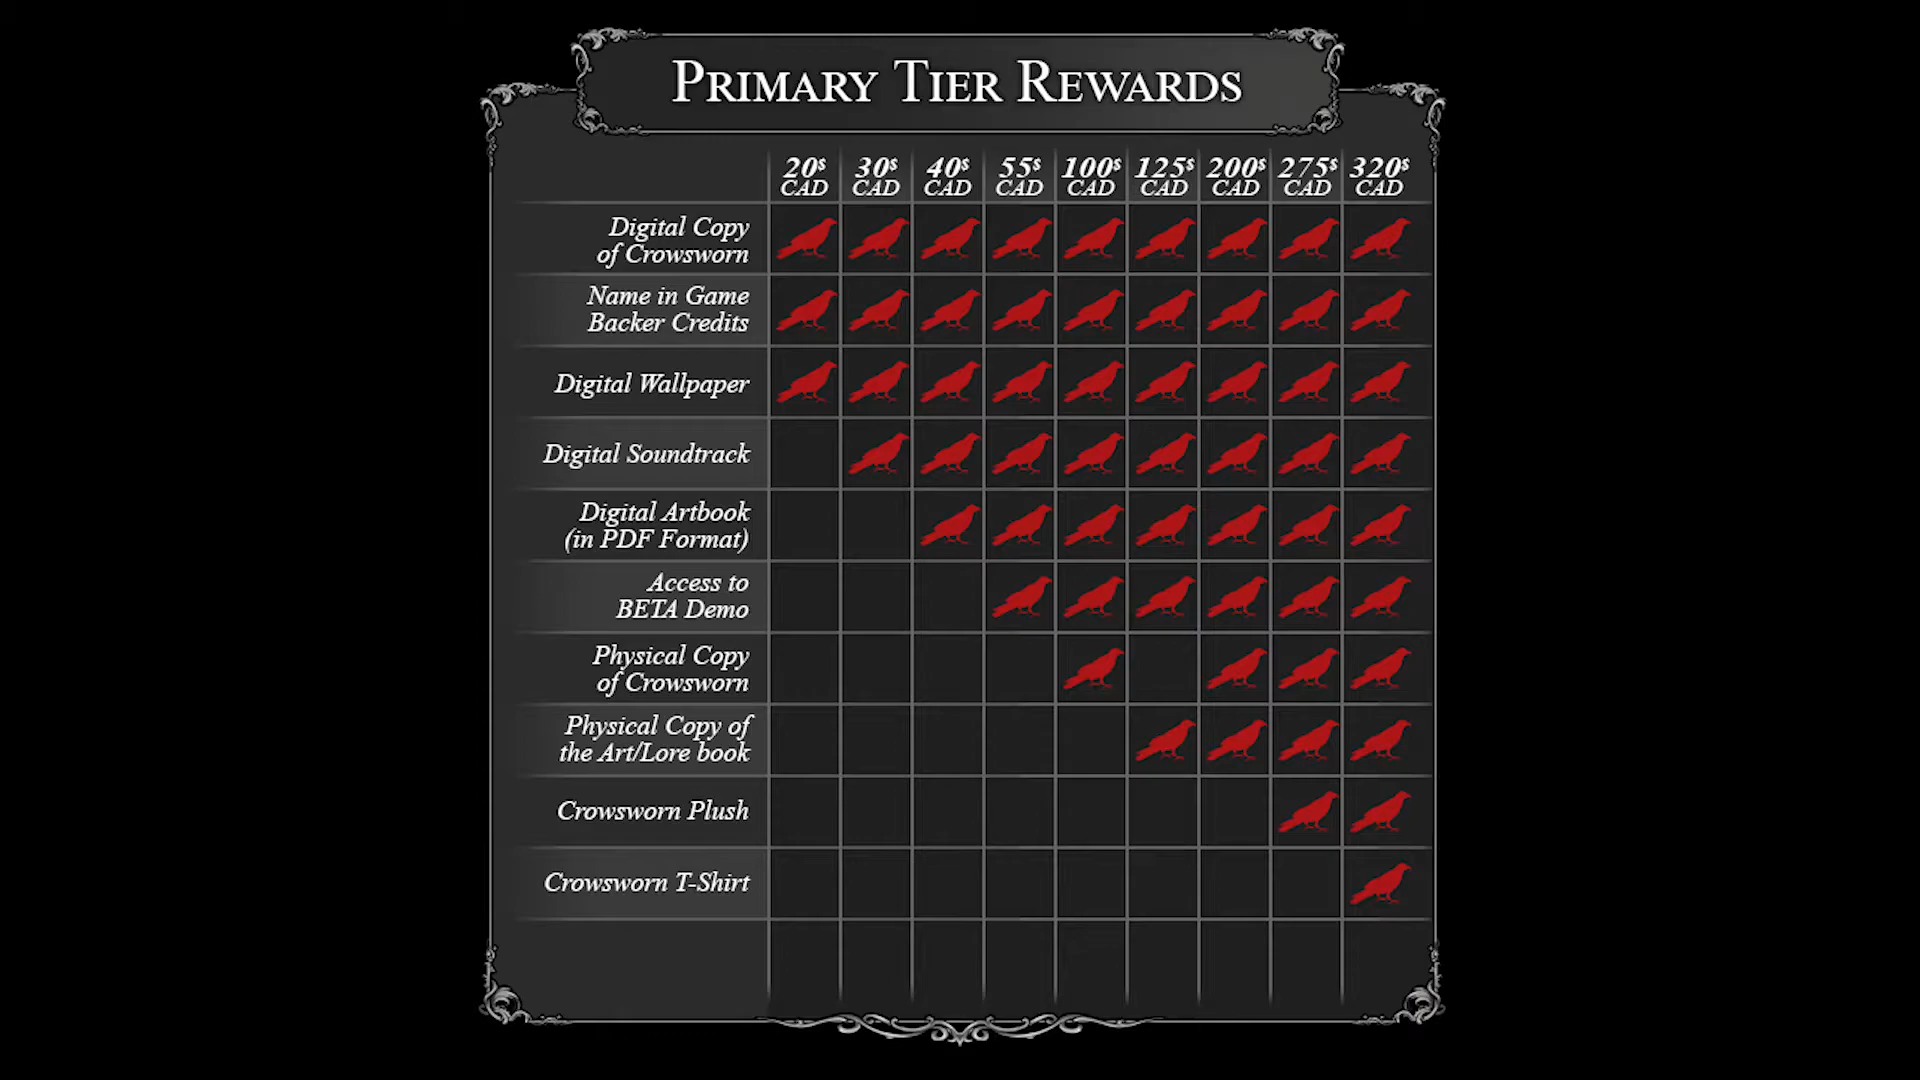 PRIMARY TIER REWARDS
20$ 30$ 40$ 55$ 100$ 125$ 200$ 275$ 320$
CAD CAD CAD CAD CAD CAD CAD CAD CAD
Digital Copy
of Crowsworn
Name in Game
Backer Credits
Digital Wallpaper
Digital Soundtrack
Digital Artbook
(in PDF Format)
Access to
BETA Demo
Physical Copy
of Crowsworn
Physical Copy of
the Art/Lore book
Crowsworn Plush
Crowsworn T-Shirt